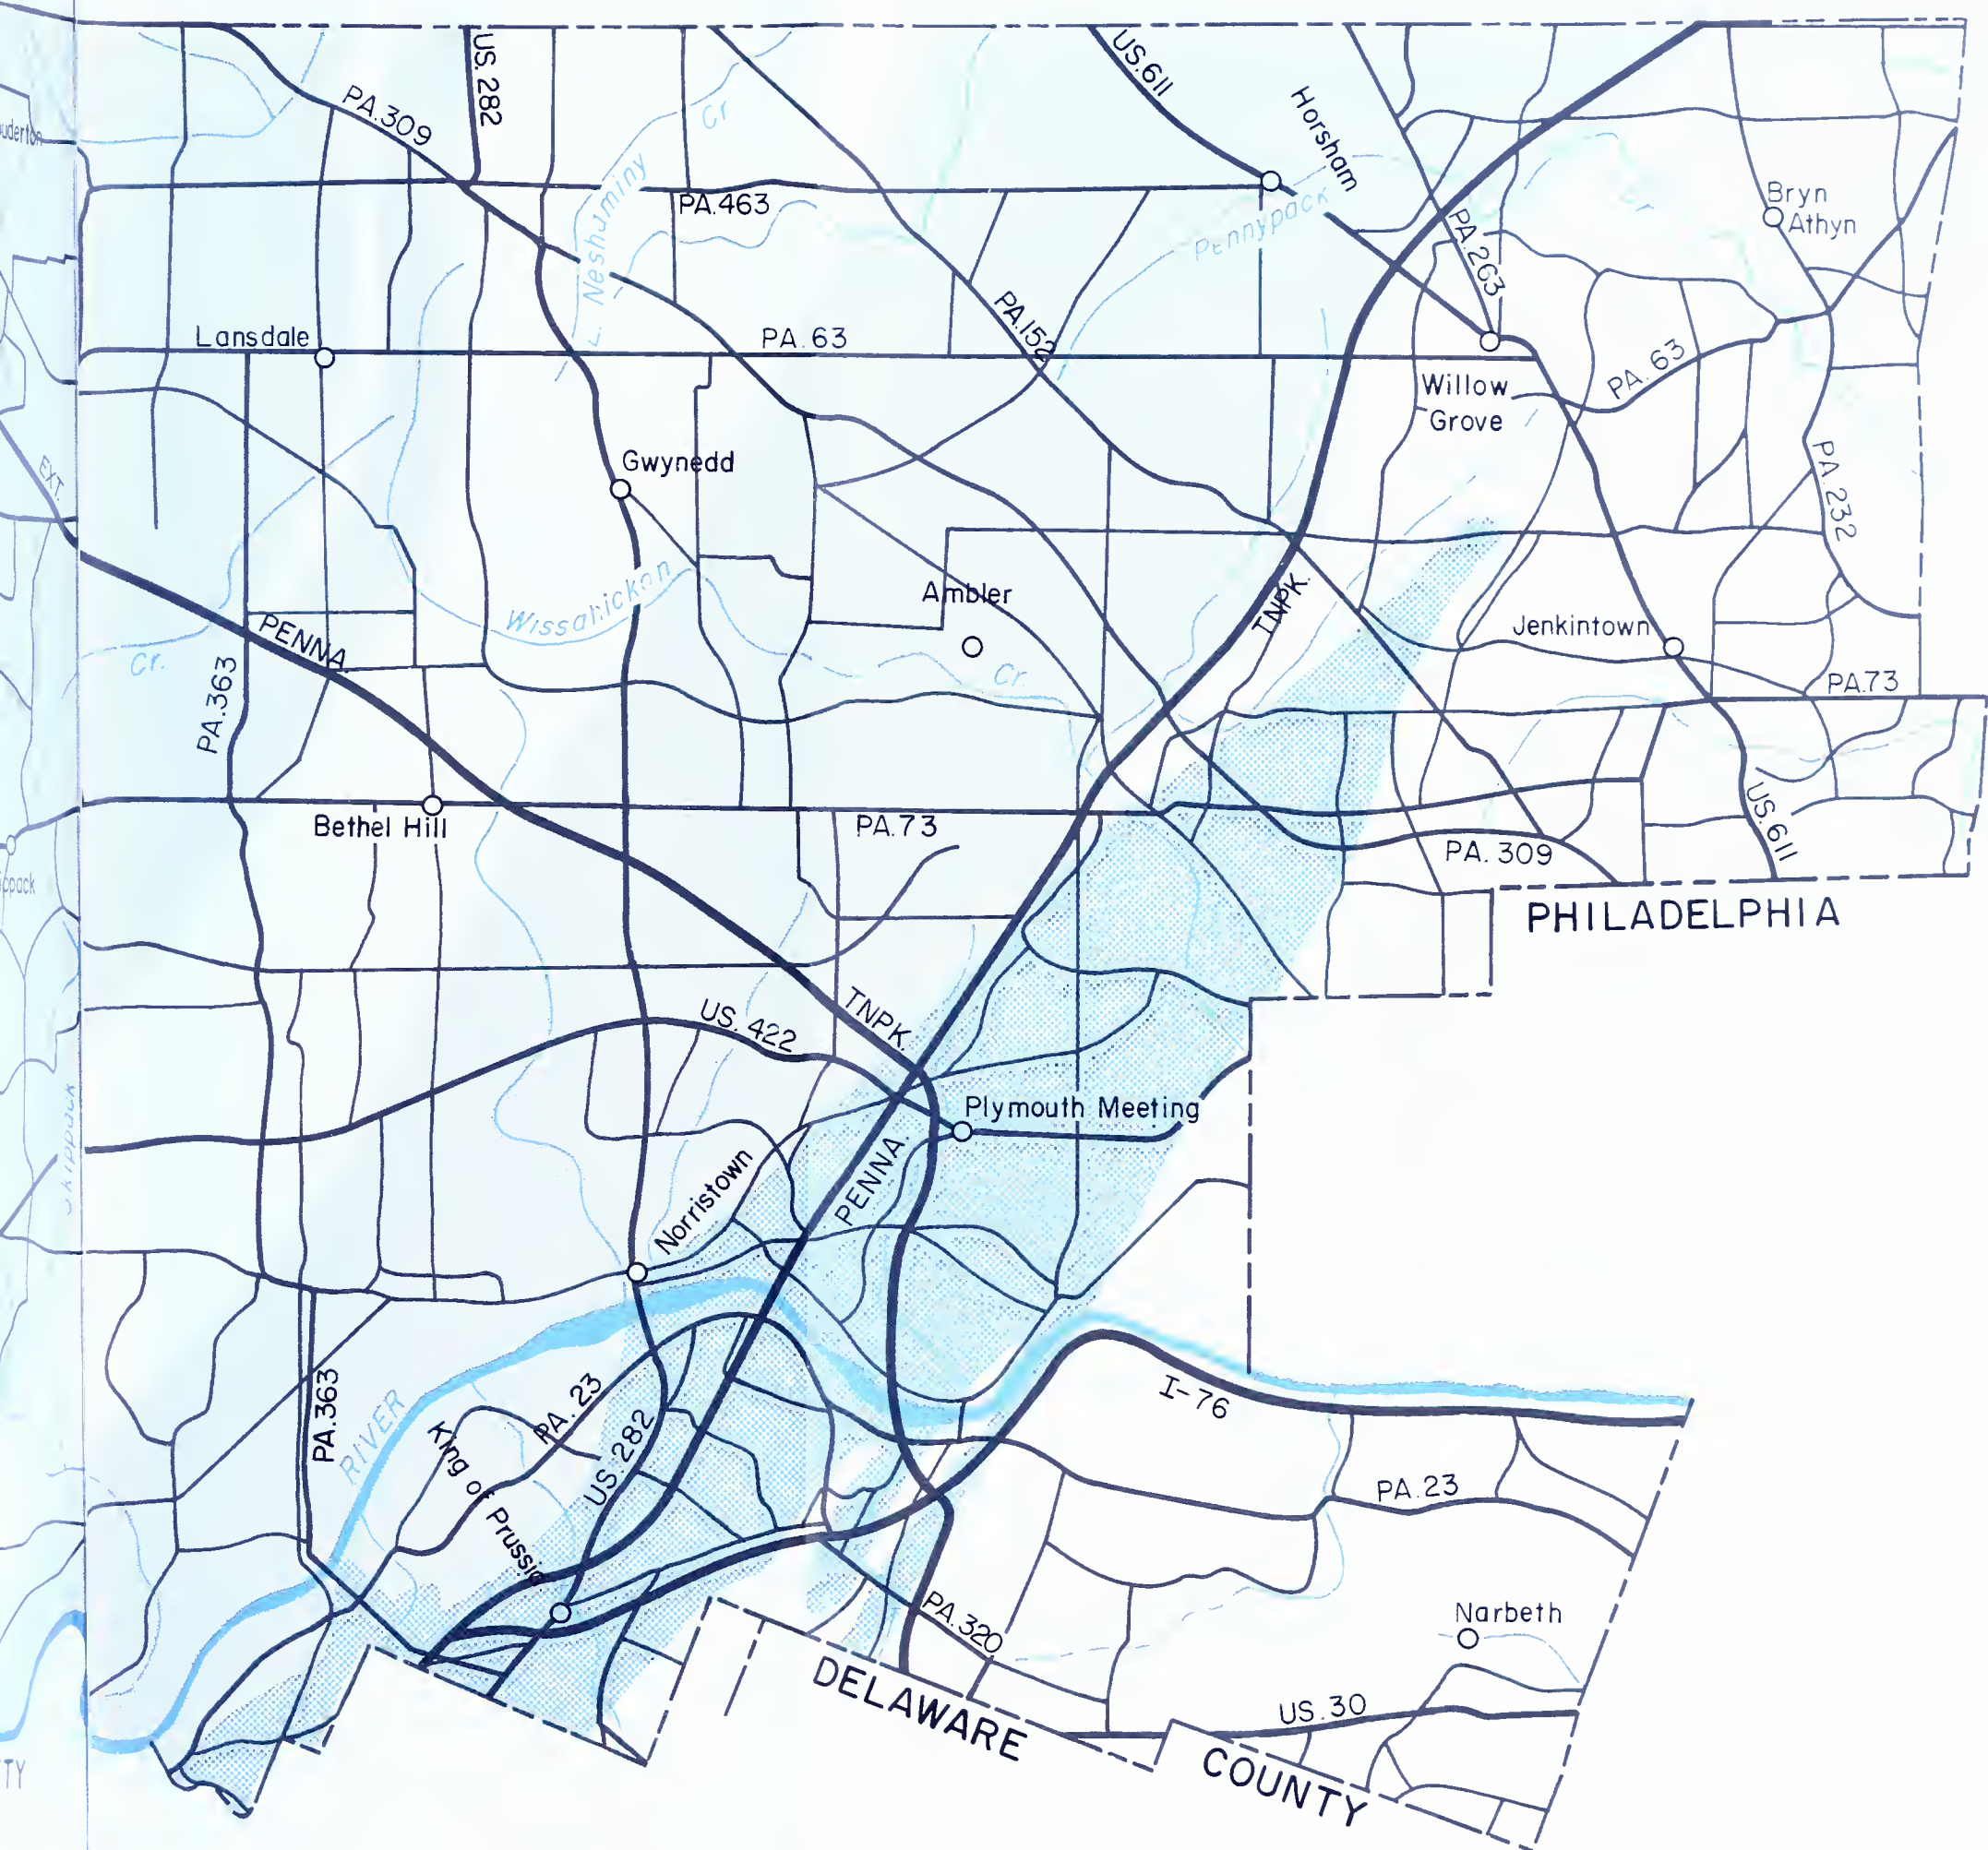 US.282
US.611
PA.309
Cr
Horsham
PA.463
L. Neshaminy
Pennypack
Cr
Bryn
Athyn
PA.263
Lansdale
PA.63
PA.152
PA.63
Willow
Grove
EXT.
Gwynedd
PA.232
Wissahickon
Ambler
TNPK.
Jenkintown
PENNA
Cr.
Cr.
PA.363
PA.73
Bethel Hill
PA.73
US.611
PA.309
PHILADELPHIA
US.422
TNPK.
Plymouth Meeting
PENNA.
Norristown
Skippack
PA.363
RIVER
PA.23
King of Prussia
US.282
I-76
PA.23
PA.320
Narbeth
DELAWARE
COUNTY
US.30
TY